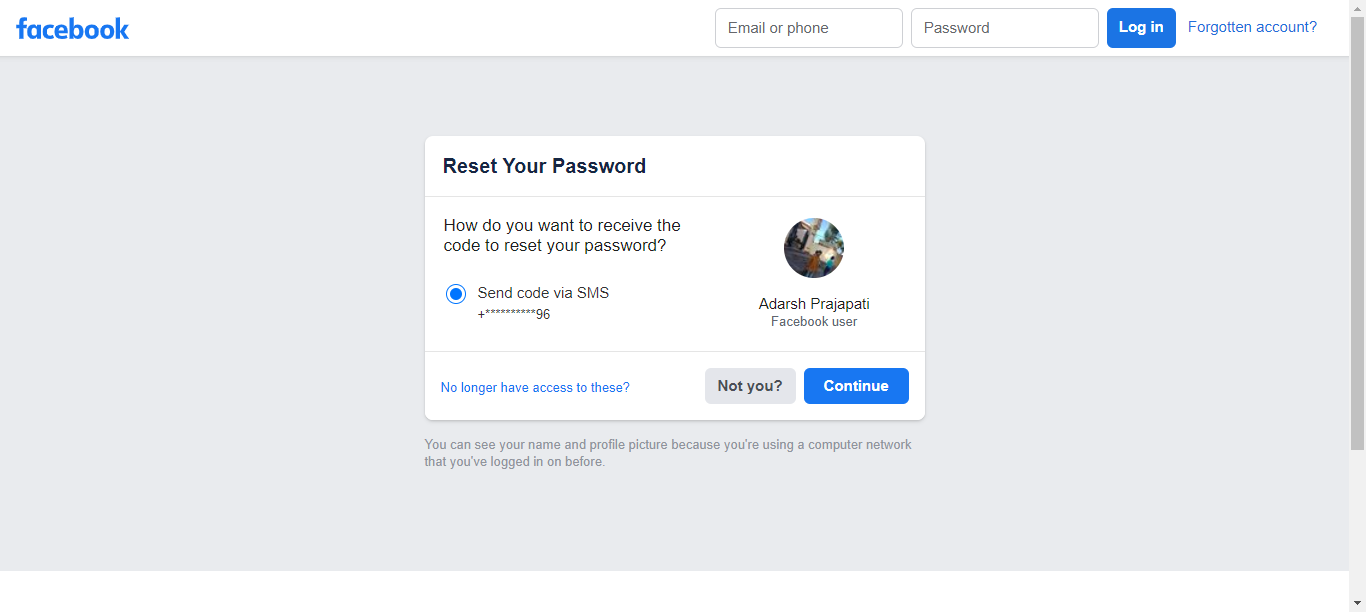 facebook
Email or phone
Password
Log in
Forgotten account?
Reset Your Password
How do you want to receive the
code to reset your password?
Send code via SMS
+**********96
Adarsh Prajapati
Facebook user
No longer have access to these?
Not you?
Continue
You can see your name and profile picture because you're using a computer network
that you've logged in on before.